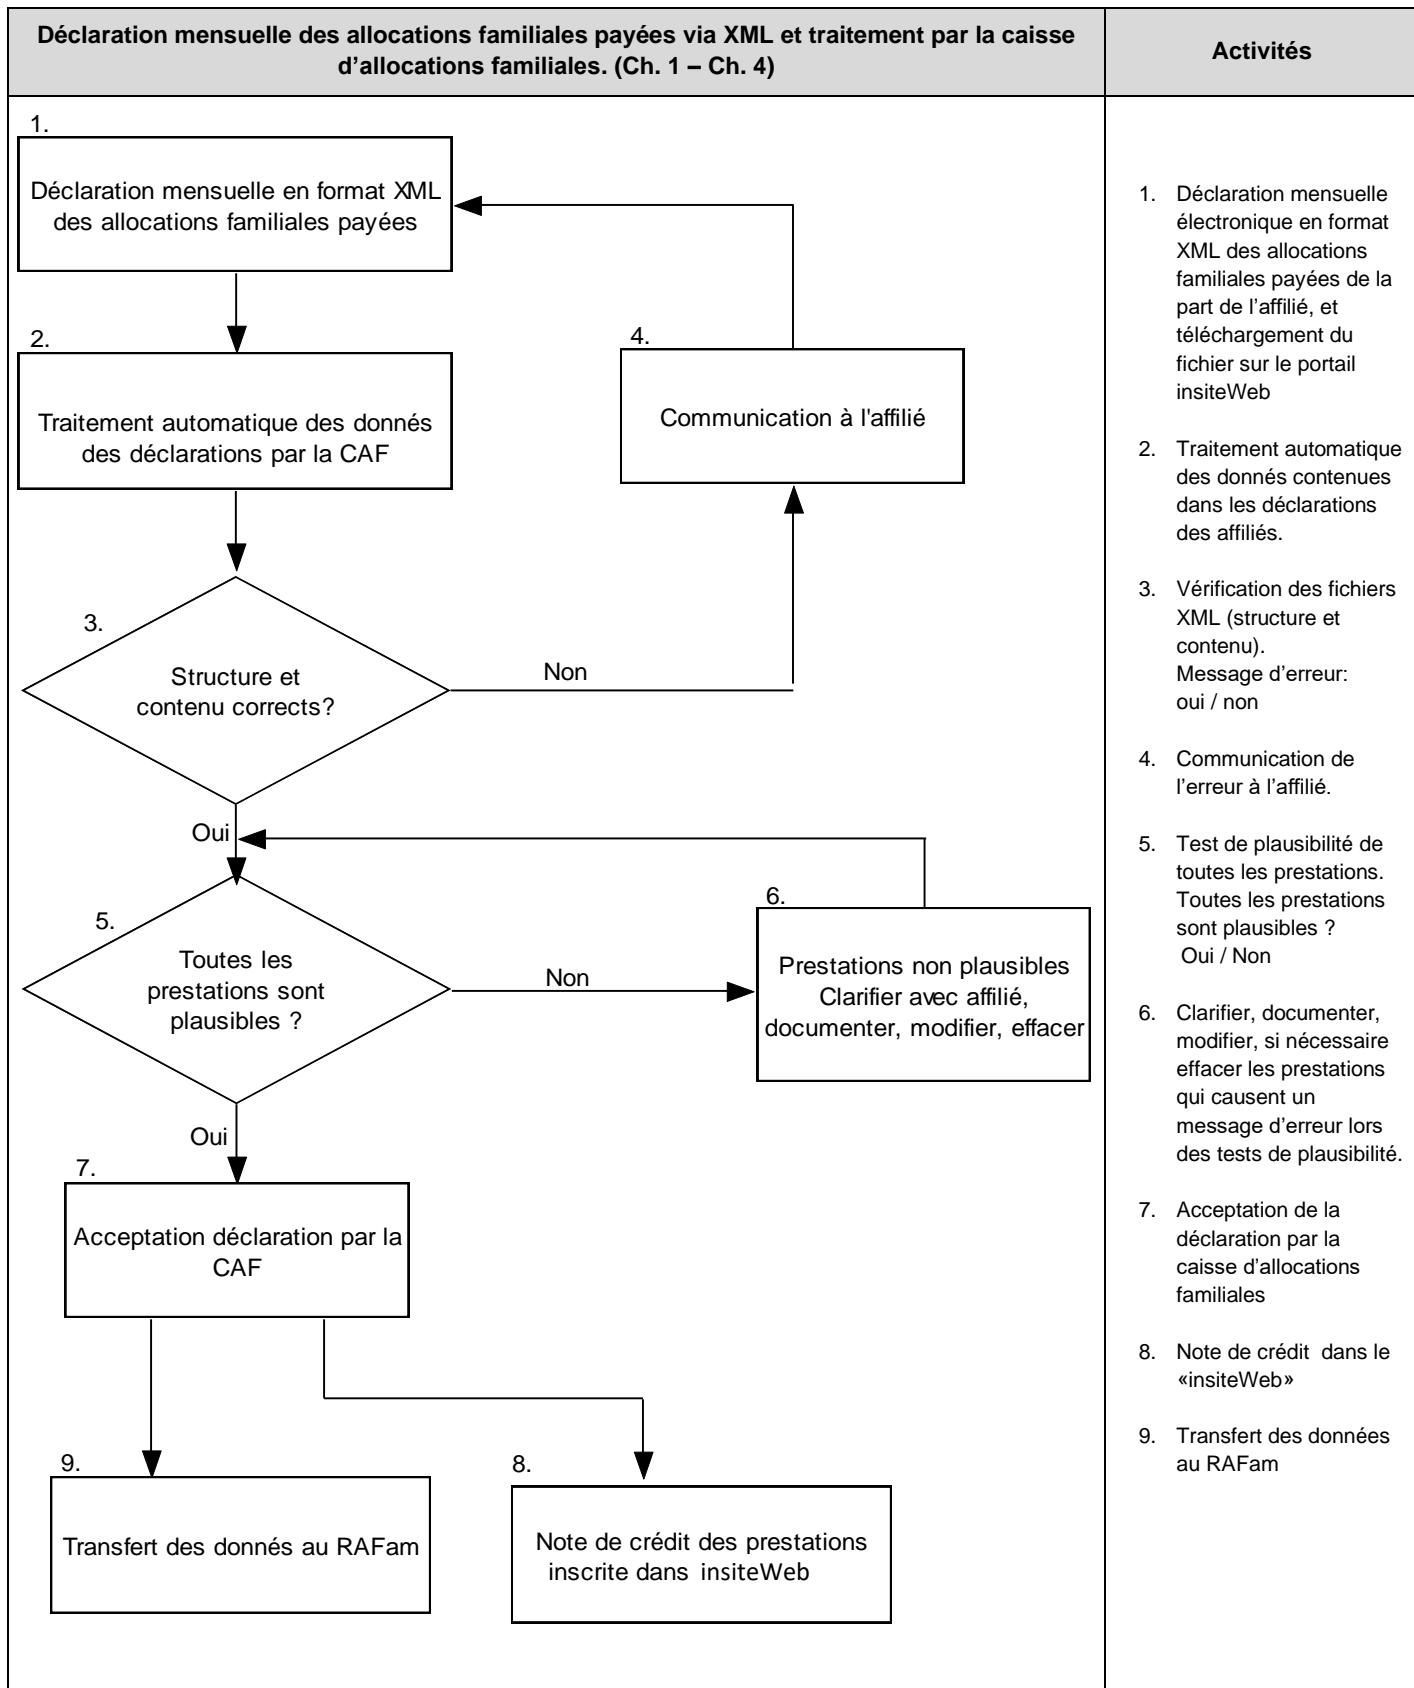 Déclaration mensuelle des allocations familiales payées via XML et traitement par la caisse
d'allocations familiales. (Ch. 1 – Ch. 4)
Activités
1.
Déclaration mensuelle en format XML
des allocations familiales payées
2.
Traitement automatique des donnés
des déclarations par la CAF
4.
Communication à l'affilié
3.
Structure et
contenu corrects?
Non
Oui
5.
Toutes les
prestations sont
plausibles ?
Non
6.
Prestations non plausibles
Clarifier avec affilié,
documenter, modifier, effacer
Oui
7.
Acceptation déclaration par la
CAF
9.
Transfert des donnés au RAFam
8.
Note de crédit des prestations
inscrite dans insiteWeb
1. Déclaration mensuelle
électronique en format
XML des allocations
familiales payées de la
part de l'affilié, et
téléchargement du
fichier sur le portail
insiteWeb
2. Traitement automatique
des donnés contenues
dans les déclarations
des affiliés.
3. Vérification des fichiers
XML (structure et
contenu).
Message d'erreur:
oui / non
4. Communication de
l'erreur à l'affilié.
5. Test de plausibilité de
toutes les prestations.
Toutes les prestations
sont plausibles ?
Oui / Non
6. Clarifier, documenter,
modifier, si nécessaire
effacer les prestations
qui causent un
message d'erreur lors
des tests de plausibilité.
7. Acceptation de la
déclaration par la
caisse d'allocations
familiales
8. Note de crédit dans le
«insiteWeb»
9. Transfert des données
au RAFam